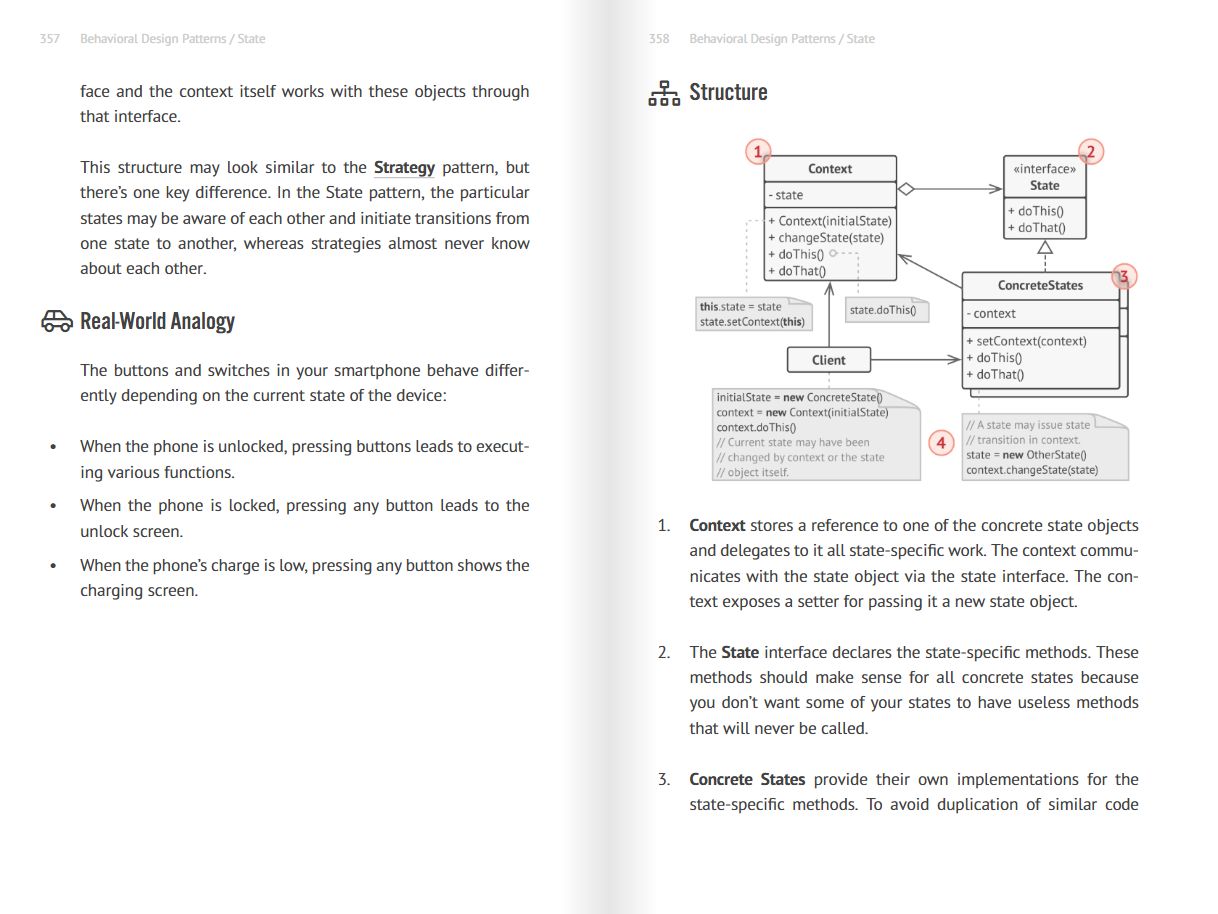 357 Behavioral Design Patterns / State
face and the context itself works with these objects through
that interface.
This structure may look similar to the Strategy pattern, but
there’s one key difference. In the State pattern, the particular
states may be aware of each other and initiate transitions from
one state to another, whereas strategies almost never know
about each other.
Real-World Analogy
The buttons and switches in your smartphone behave differ-
ently depending on the current state of the device:
• When the phone is unlocked, pressing buttons leads to execut-
ing various functions.
• When the phone is locked, pressing any button leads to the
unlock screen.
• When the phone’s charge is low, pressing any button shows the
charging screen.
358 Behavioral Design Patterns / State
Structure
1
Context
- state
+ Context(initialState)
+ changeState(state)
+ doThis()
+ doThat()
2
«interface»
State
+ doThis()
+ doThat()
3
ConcreteStates
- context
+ setContext(context)
+ doThis()
+ doThat()
this.state = state
state.setContext(this)
state.doThis()
Client
initialState = new ConcreteState()
context = new Context(initialState)
context.doThis()
// Current state may have been
// changed by context or the state
// object itself.
4
// A state may issue state
// transition in context.
state = new OtherState()
context.changeState(state)
1. Context stores a reference to one of the concrete state objects
and delegates to it all state-specific work. The context commu-
nicates with the state object via the state interface. The con-
text exposes a setter for passing it a new state object.
2. The State interface declares the state-specific methods. These
methods should make sense for all concrete states because
you don’t want some of your states to have useless methods
that will never be called.
3. Concrete States provide their own implementations for the
state-specific methods. To avoid duplication of similar code